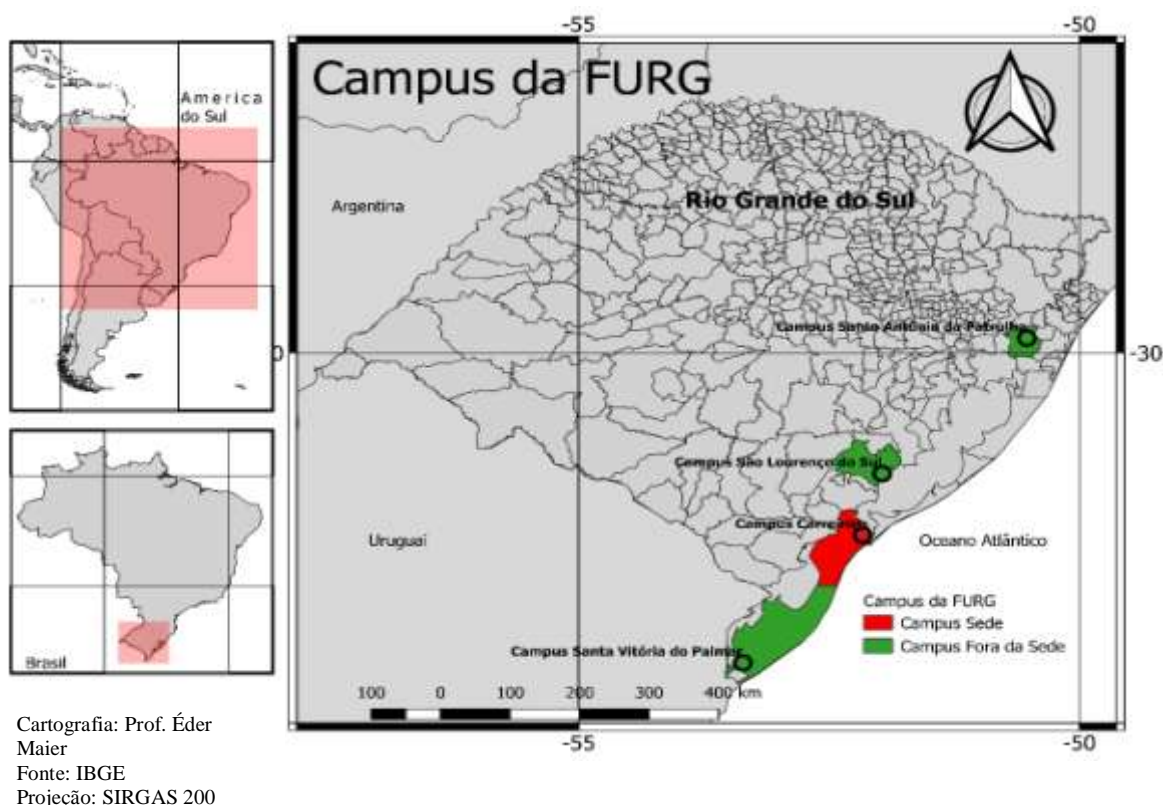 -55
-50
America
do Sul
Campus da FURG
Rio Grande do Sul
Argentina
Campus Santo Antônio da Patrulha
0
-30
Campus São Lourenço do Sul
Campus Carreiros
Uruguai
Oceano Atlântico
Campus da FURG
Campus Sede
Campus Fora da Sede
Campus Santa Vitória do Palmar
Brasil
100 0 100 200 300 400 km
-55
-50
Cartografia: Prof. Éder
Maier
Fonte: IBGE
Projeção: SIRGAS 200